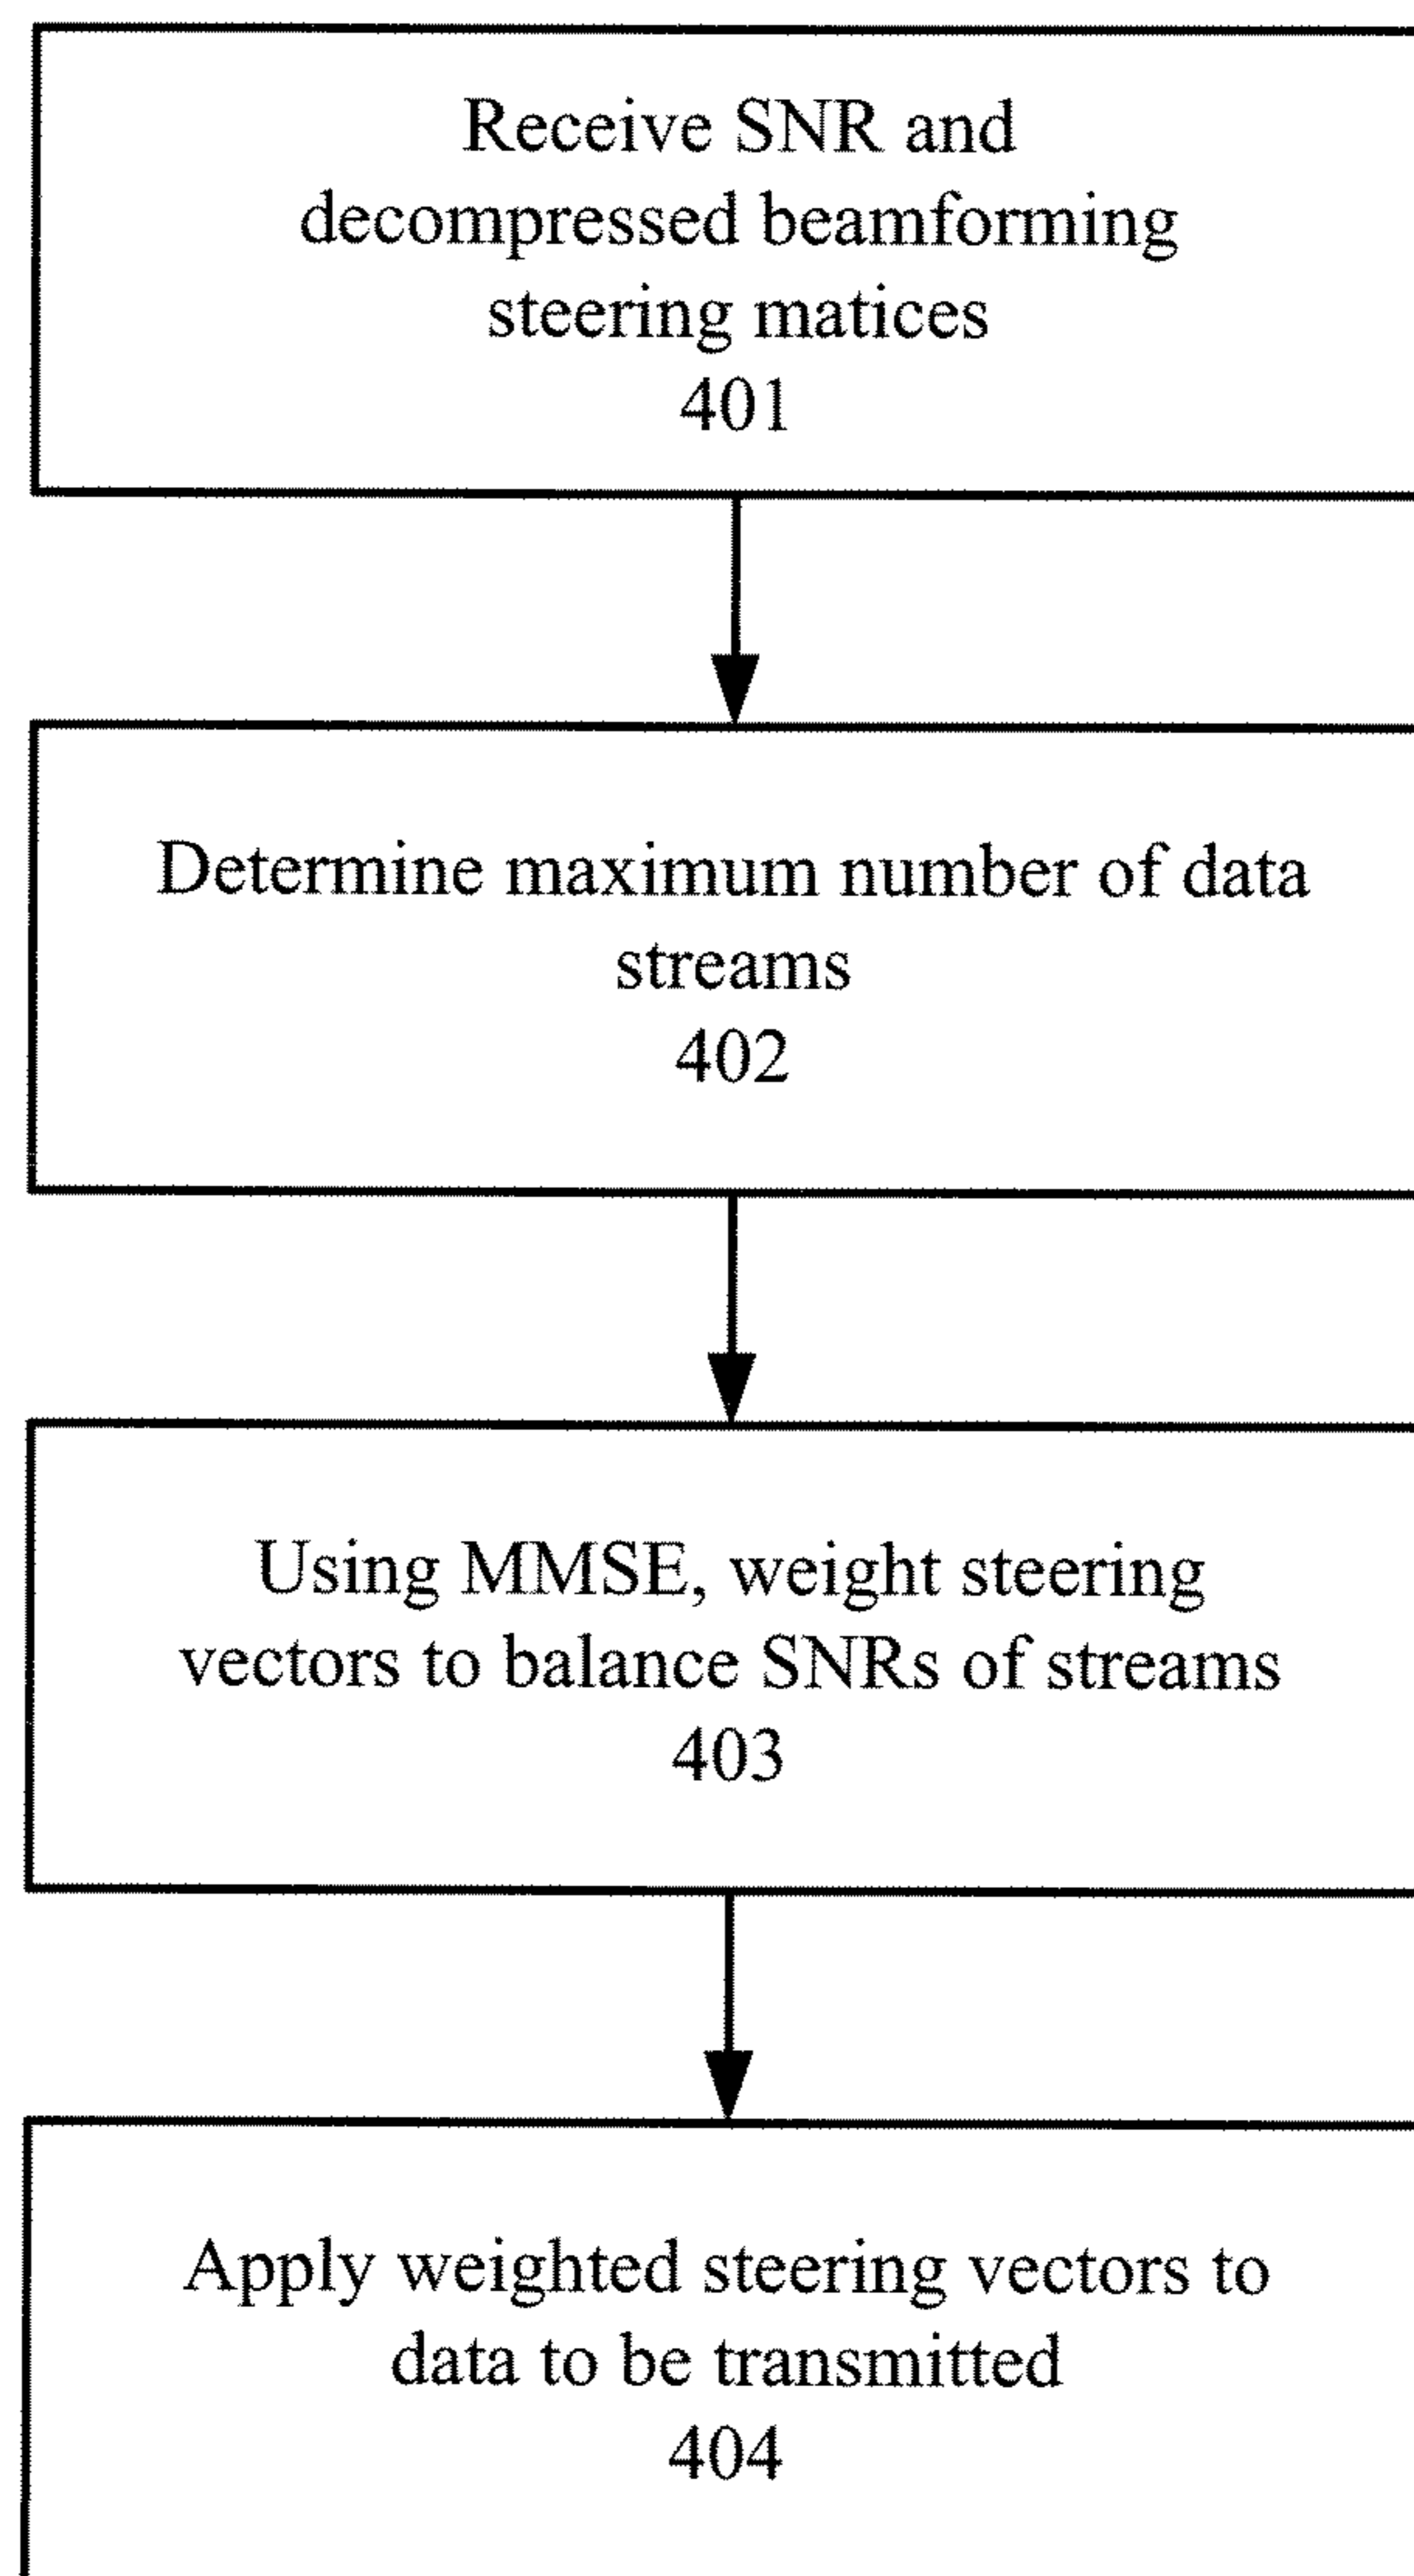 Receive SNR and
decompressed beamforming
steering matices
401
Determine maximum number of data
streams
402
Using MMSE, weight steering
vectors to balance SNRs of streams
403
Apply weighted steering vectors to
data to be transmitted
404